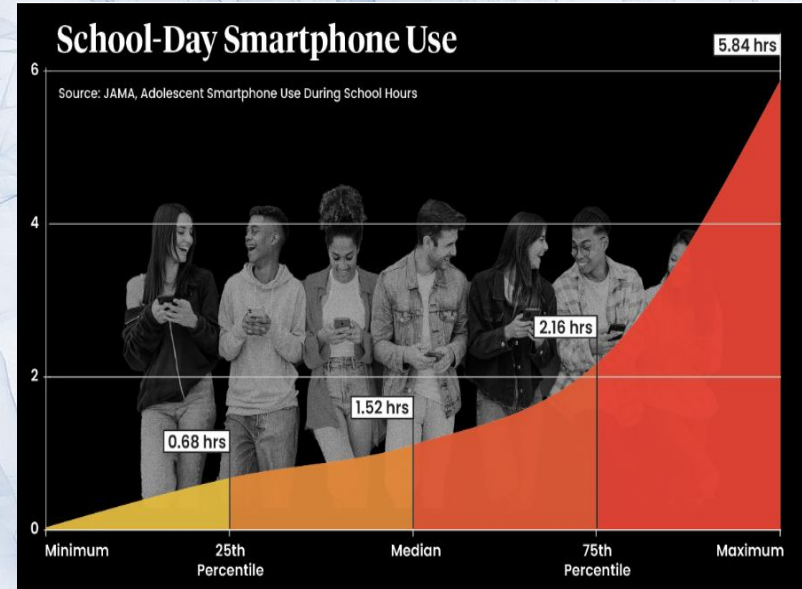 School-Day Smartphone Use
5.84 hrs
6
Source: JAMA, Adolescent Smartphone Use During School Hours
4
2.16 hrs
2
1.52 hrs
0.68 hrs
0
Minimum
25th
Percentile
Median
75th
Percentile
Maximum